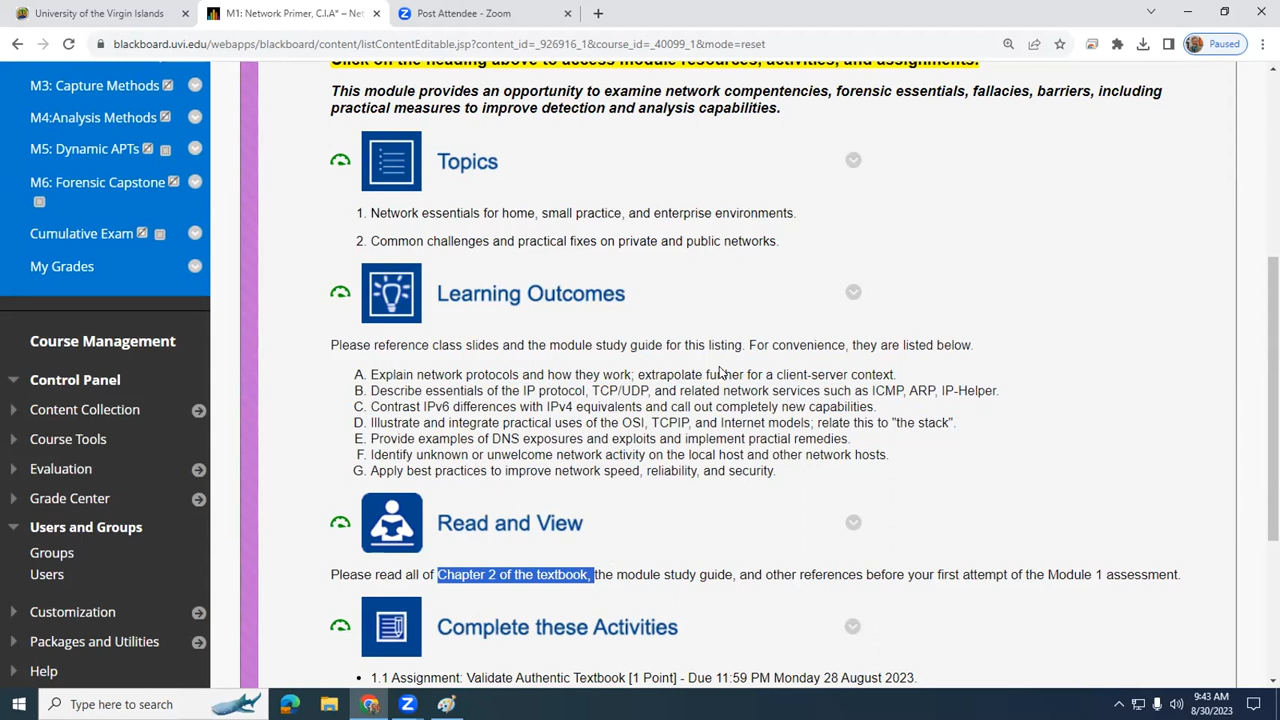 University of the Virgin Islands
M1: Network Primer, C.I.A* – Net
Post Attendee - Zoom
blackboard.uvi.edu/webapps/blackboard/content/listContentEditable.jsp?content_id=_926916_1&course_id=_40099_1&mode=reset
Paused
M3: Capture Methods
M4:Analysis Methods
M5: Dynamic APTs
M6: Forensic Capstone
Cumulative Exam
My Grades
Course Management
Control Panel
Content Collection
Course Tools
Evaluation
Grade Center
Users and Groups
Groups
Users
Customization
Packages and Utilities
Help
Click on the heading above to access module resources, activities, and assignments.
This module provides an opportunity to examine network compentencies, forensic essentials, fallacies, barriers, including
practical measures to improve detection and analysis capabilities.
Topics
1. Network essentials for home, small practice, and enterprise environments.
2. Common challenges and practical fixes on private and public networks.
Learning Outcomes
Please reference class slides and the module study guide for this listing. For convenience, they are listed below.
A. Explain network protocols and how they work; extrapolate further for a client-server context.
B. Describe essentials of the IP protocol, TCP/UDP, and related network services such as ICMP, ARP, IP-Helper.
C. Contrast IPv6 differences with IPv4 equivalents and call out completely new capabilities.
D. Illustrate and integrate practical uses of the OSI, TCPIP, and Internet models; relate this to "the stack".
E. Provide examples of DNS exposures and exploits and implement practial remedies.
F. Identify unknown or unwelcome network activity on the local host and other network hosts.
G. Apply best practices to improve network speed, reliability, and security.
Read and View
Please read all of Chapter 2 of the textbook, the module study guide, and other references before your first attempt of the Module 1 assessment.
Complete these Activities
• 1.1 Assignment: Validate Authentic Textbook [1 Point] - Due 11:59 PM Monday 28 August 2023.
Type here to search
9:43 AM
8/30/2023